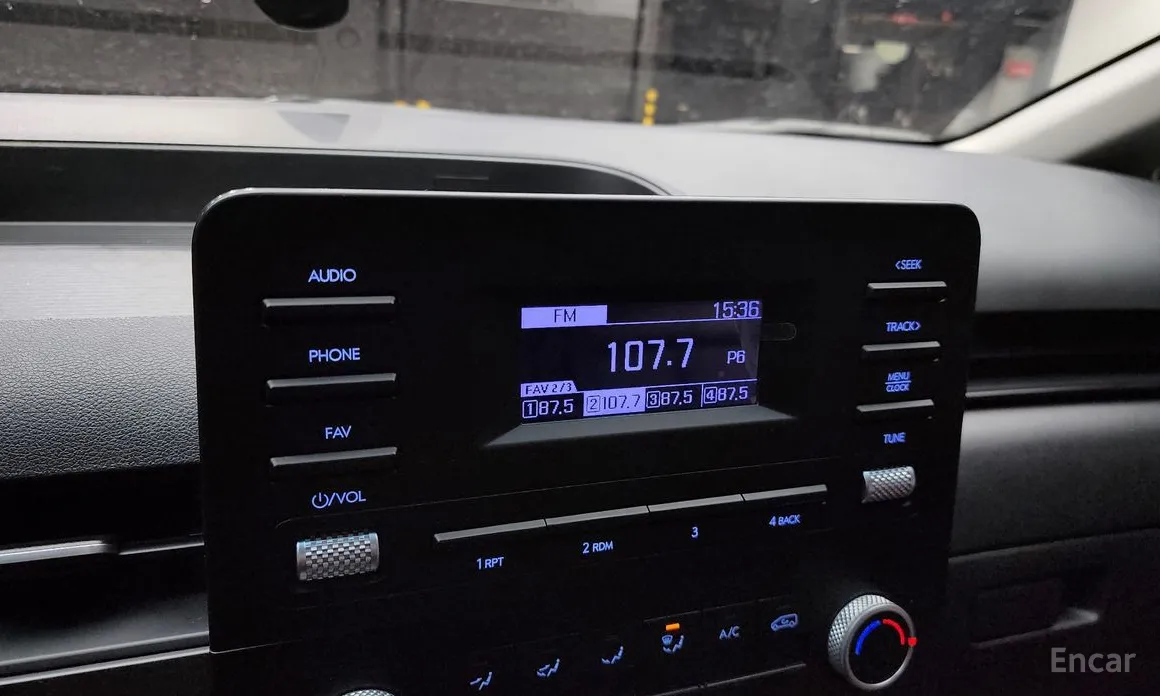 AUDIO
PHONE
FAV
⏻/VOL
FM 15:36
107.7 P6
FAV 2/3
1 87.5 2 107.7 3 87.5 4 87.5
<SEEK
TRACK>
MENU
CLOCK
TUNE
1 RPT
2 RDM
3
4 BACK
A/C
Encar